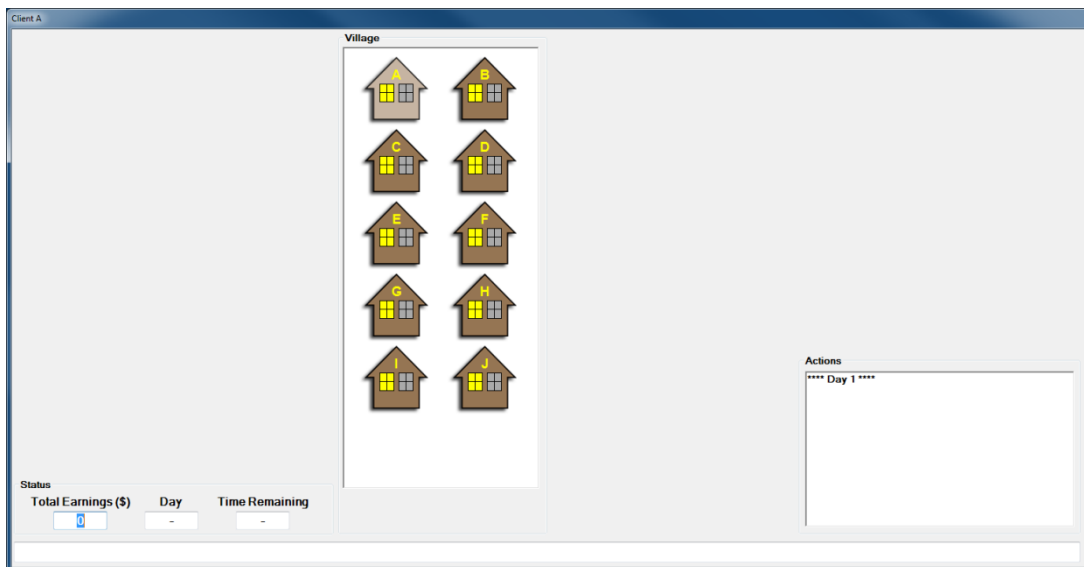 Client A
Village
A
B
C
D
E
F
G
H
I
J
Actions
**** Day 1 ****
Status
Total Earnings ($) Day Time Remaining
0 - -